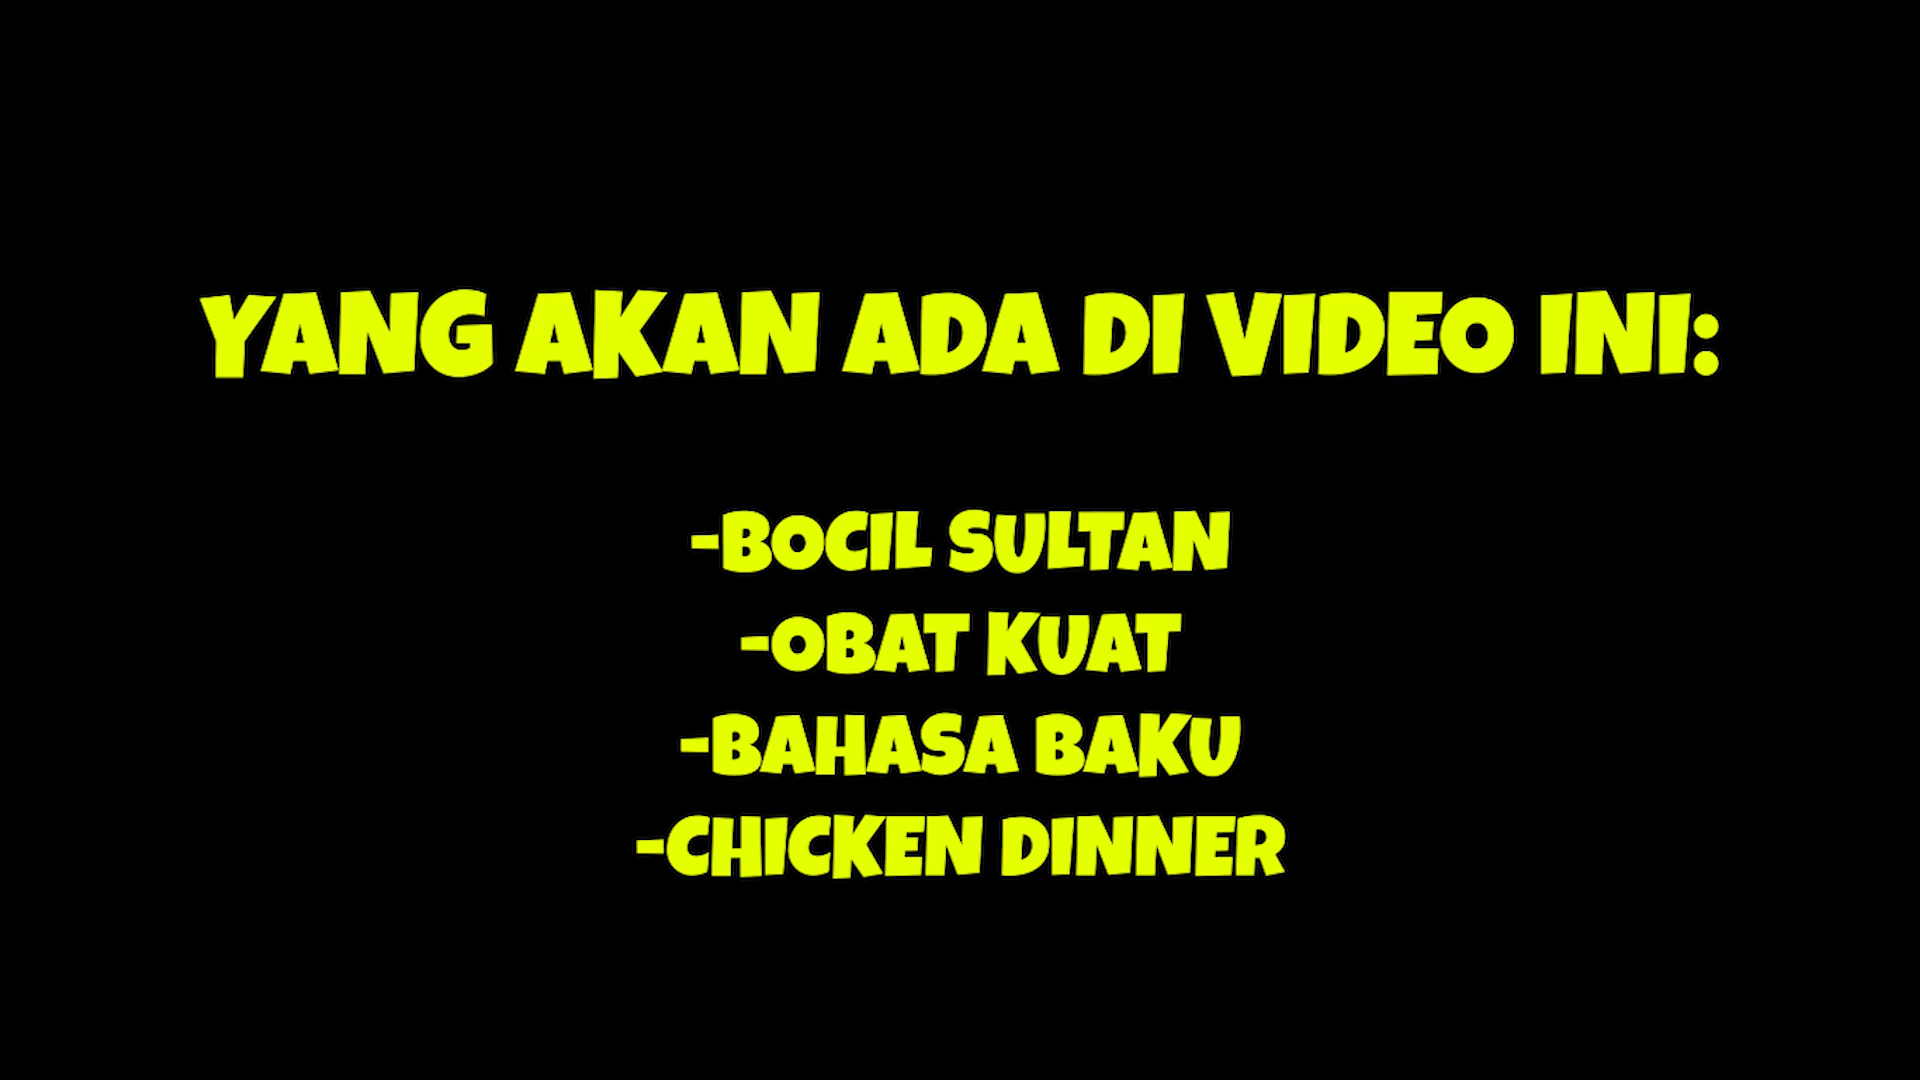 YANG AKAN ADA DI VIDEO INI:
-BOCIL SULTAN
-OBAT KUAT
-BAHASA BAKU
-CHICKEN DINNER